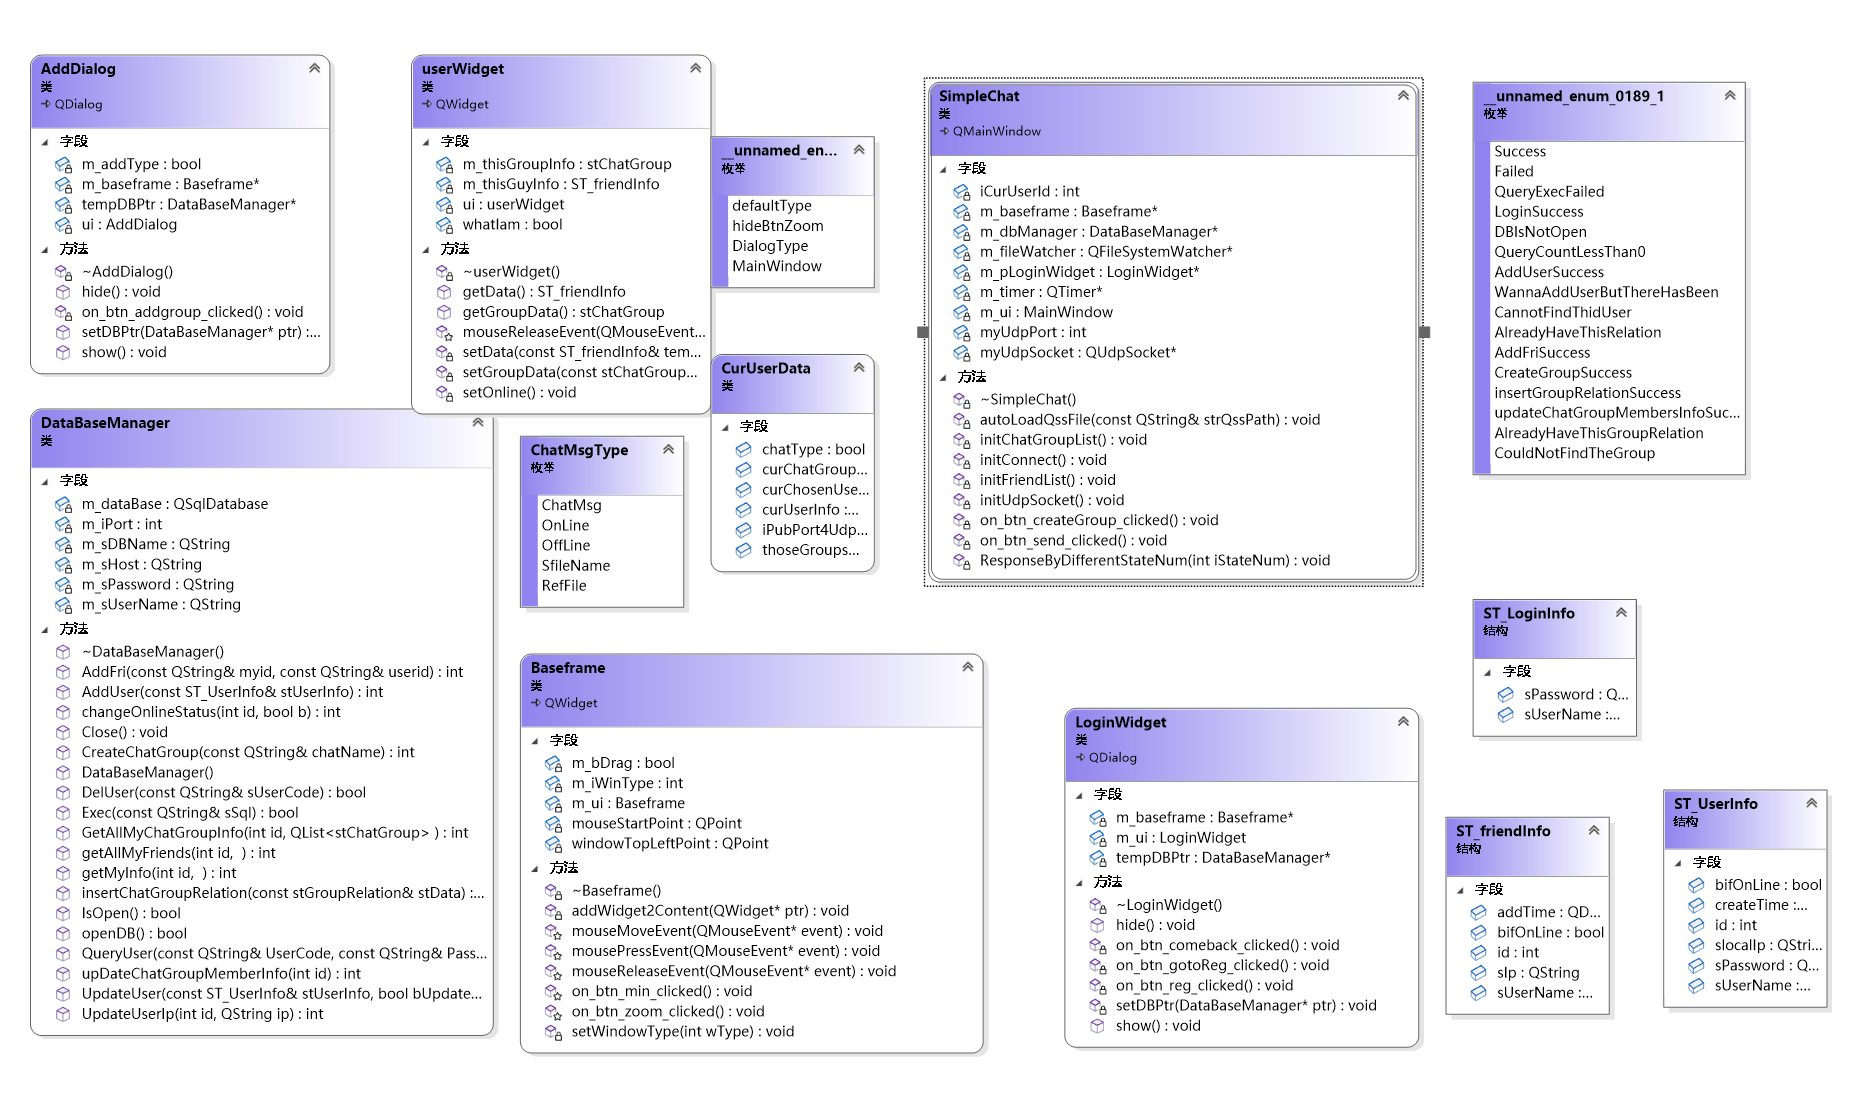 AddDialog
类
QDialog
字段
m_addType : bool
m_baseframe : Baseframe*
tempDBPtr : DataBaseManager*
ui : AddDialog
方法
~AddDialog()
hide() : void
on_btn_addgroup_clicked() : void
setDBPtr(DataBaseManager* ptr) :...
show() : void
userWidget
类
QWidget
字段
m_thisGroupInfo : stChatGroup
m_thisGuyInfo : ST_friendInfo
ui : userWidget
whatIam : bool
方法
~userWidget()
getData() : ST_friendInfo
getGroupData() : stChatGroup
mouseReleaseEvent(QMouseEvent...
setData(const ST_friendInfo& tem...
setGroupData(const stChatGroup...
setOnline() : void
__unnamed_en...
枚举
defaultType
hideBtnZoom
DialogType
MainWindow
SimpleChat
类
QMainWindow
字段
iCurUserId : int
m_baseframe : Baseframe*
m_dbManager : DataBaseManager*
m_fileWatcher : QFileSystemWatcher*
m_pLoginWidget : LoginWidget*
m_timer : QTimer*
m_ui : MainWindow
myUdpPort : int
myUdpSocket : QUdpSocket*
方法
~SimpleChat()
autoLoadQssFile(const QString& strQssPath) : void
initChatGroupList() : void
initConnect() : void
initFriendList() : void
initUdpSocket() : void
on_btn_createGroup_clicked() : void
on_btn_send_clicked() : void
ResponseByDifferentStateNum(int iStateNum) : void
__unnamed_enum_0189_1
枚举
Success
Failed
QueryExecFailed
LoginSuccess
DBIsNotOpen
QueryCountLessThan0
AddUserSuccess
WannaAddUserButThereHasBeen
CannotFindThidUser
AlreadyHaveThisRelation
AddFriSuccess
CreateGroupSuccess
insertGroupRelationSuccess
updateChatGroupMembersInfoSuc...
AlreadyHaveThisGroupRelation
CouldNotFindTheGroup
DataBaseManager
类
字段
m_dataBase : QSqlDatabase
m_iPort : int
m_sDBName : QString
m_sHost : QString
m_sPassword : QString
m_sUserName : QString
方法
~DataBaseManager()
AddFri(const QString& myid, const QString& userid) : int
AddUser(const ST_UserInfo& stUserInfo) : int
changeOnlineStatus(int id, bool b) : int
Close() : void
CreateChatGroup(const QString& chatName) : int
DataBaseManager()
DelUser(const QString& sUserCode) : bool
Exec(const QString& sSql) : bool
GetAllMyChatGroupInfo(int id, QList<stChatGroup> ) : int
getAllMyFriends(int id,  ) : int
getMyInfo(int id,  ) : int
insertChatGroupRelation(const stGroupRelation& stData) :...
IsOpen() : bool
openDB() : bool
QueryUser(const QString& UserCode, const QString& Pass...
upDateChatGroupMemberInfo(int id) : int
UpdateUser(const ST_UserInfo& stUserInfo, bool bUpdate...
UpdateUserIp(int id, QString ip) : int
ChatMsgType
枚举
ChatMsg
OnLine
OffLine
SfileName
RefFile
CurUserData
类
字段
chatType : bool
curChatGroup...
curChosenUse...
curUserInfo :...
iPubPort4Udp...
thoseGroups...
Baseframe
类
QWidget
字段
m_bDrag : bool
m_iWinType : int
m_ui : Baseframe
mouseStartPoint : QPoint
windowTopLeftPoint : QPoint
方法
~Baseframe()
addWidget2Content(QWidget* ptr) : void
mouseMoveEvent(QMouseEvent* event) : void
mousePressEvent(QMouseEvent* event) : void
mouseReleaseEvent(QMouseEvent* event) : void
on_btn_min_clicked() : void
on_btn_zoom_clicked() : void
setWindowType(int wType) : void
LoginWidget
类
QDialog
字段
m_baseframe : Baseframe*
m_ui : LoginWidget
tempDBPtr : DataBaseManager*
方法
~LoginWidget()
hide() : void
on_btn_comeback_clicked() : void
on_btn_gotoReg_clicked() : void
on_btn_reg_clicked() : void
setDBPtr(DataBaseManager* ptr) : void
show() : void
ST_LoginInfo
结构
字段
sPassword : Q...
sUserName :...
ST_friendInfo
结构
字段
addTime : QD...
bifOnLine : bool
id : int
sIp : QString
sUserName :...
ST_UserInfo
结构
字段
bifOnLine : bool
createTime :...
id : int
slocalIp : QStri...
sPassword : Q...
sUserName :...